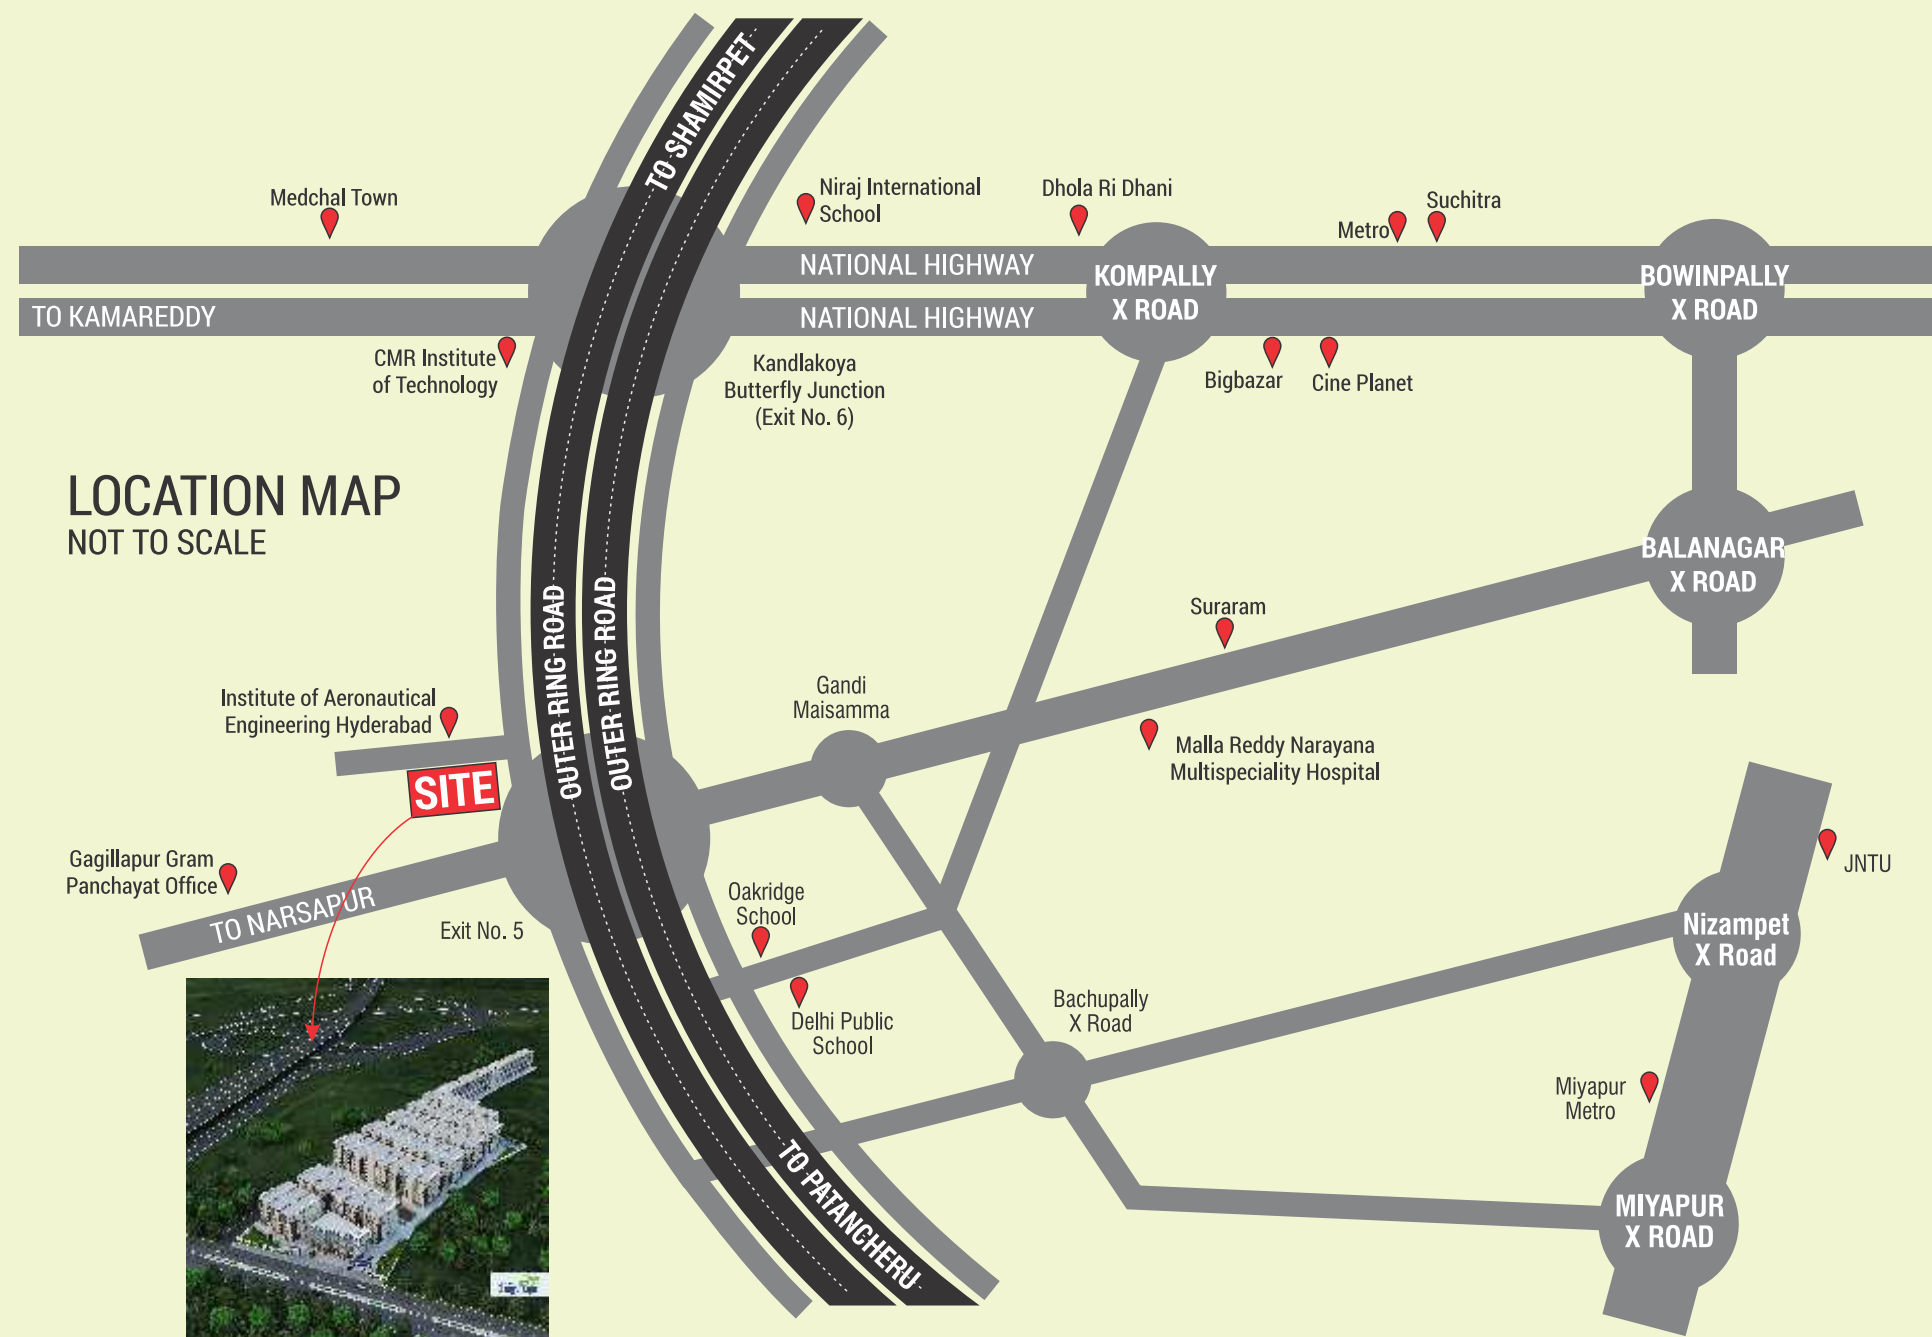 TO SHAMIRPET
Medchal Town
Niraj International
School
Dhola Ri Dhani
Metro
Suchitra
NATIONAL HIGHWAY
KOMPALLY
X ROAD
BOWINPALLY
X ROAD
TO KAMAREDDY
NATIONAL HIGHWAY
CMR Institute
of Technology
Kandlakoya
Butterfly Junction
(Exit No. 6)
Bigbazar
Cine Planet
LOCATION MAP
NOT TO SCALE
BALANAGAR
X ROAD
OUTER RING ROAD
OUTER RING ROAD
Suraram
Institute of Aeronautical
Engineering Hyderabad
Gandi
Maisamma
Malla Reddy Narayana
Multispeciality Hospital
SITE
Gagillapur Gram
Panchayat Office
TO NARSAPUR
Exit No. 5
Oakridge
School
JNTU
Nizampet
X Road
Delhi Public
School
Bachupally
X Road
Miyapur
Metro
TO PATANCHERU
MIYAPUR
X ROAD